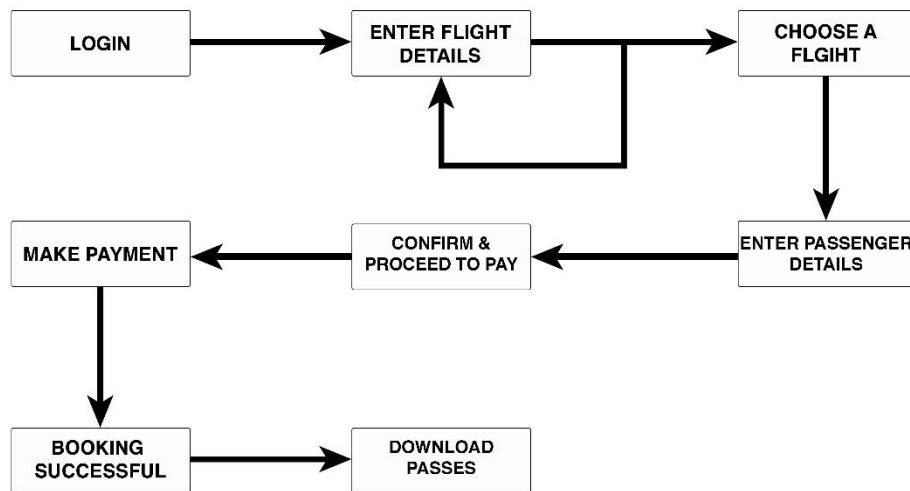 LOGIN
ENTER FLIGHT
DETAILS
CHOOSE A
FLGIHT
MAKE PAYMENT
CONFIRM &
PROCEED TO PAY
ENTER PASSENGER
DETAILS
BOOKING
SUCCESSFUL
DOWNLOAD
PASSES